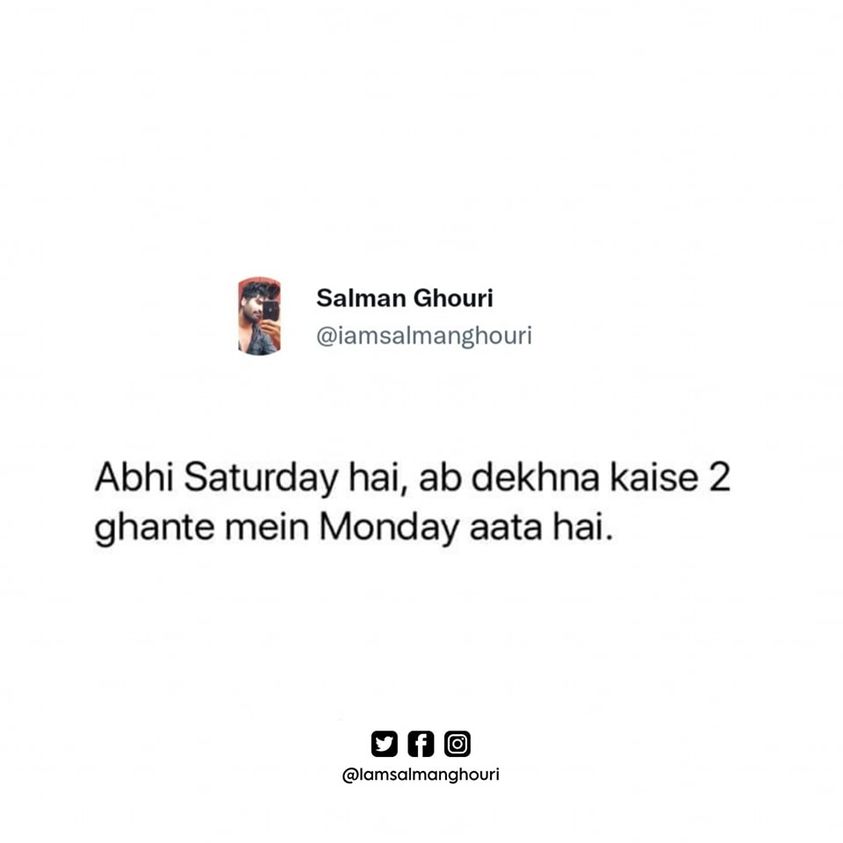 Salman Ghouri
@iamsalmanghouri
Abhi Saturday hai, ab dekhna kaise 2
ghante mein Monday aata hai.
@Iamsalmanghouri